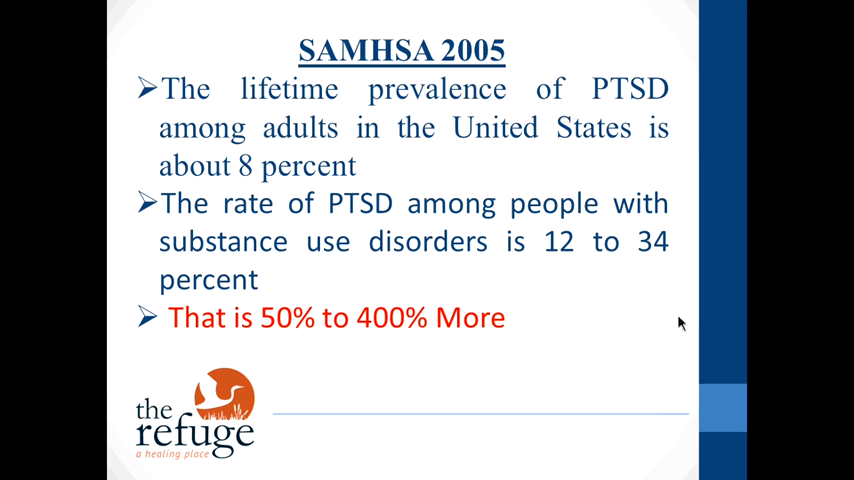 SAMHSA 2005
The lifetime prevalence of PTSD
among adults in the United States is
about 8 percent
The rate of PTSD among people with
substance use disorders is 12 to 34
percent
That is 50% to 400% More
the
refuge
a healing place